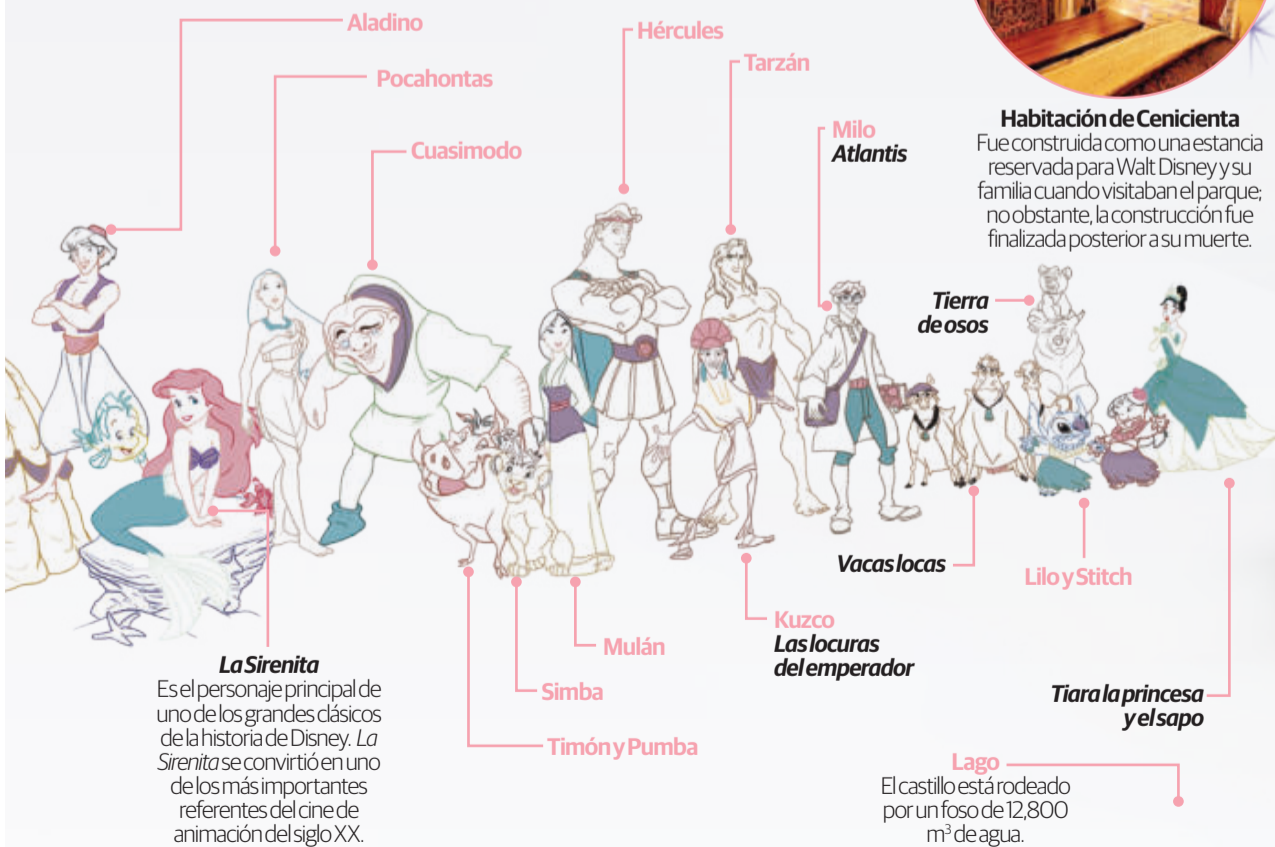 Aladino
Pocahontas
Cuasimodo
Hércules
Tarzán
Milo
Atlantis
Habitación de Cenicienta
Fue construida como una estancia
reservada para Walt Disney y su
familia cuando visitaban el parque;
no obstante, la construcción fue
finalizada posterior a su muerte.
Tierra
de osos
Vacas locas
Lilo y Stitch
Kuzco
Las locuras
del emperador
Mulán
Simba
Timón y Pumba
La Sirenita
Es el personaje principal de
uno de los grandes clásicos
de la historia de Disney. La
Sirenita se convirtió en uno
de los más importantes
referentes del cine de
animación del siglo XX.
Tiara la princesa
y el sapo
Lago
El castillo está rodeado
por un foso de 12,800
m³ de agua.